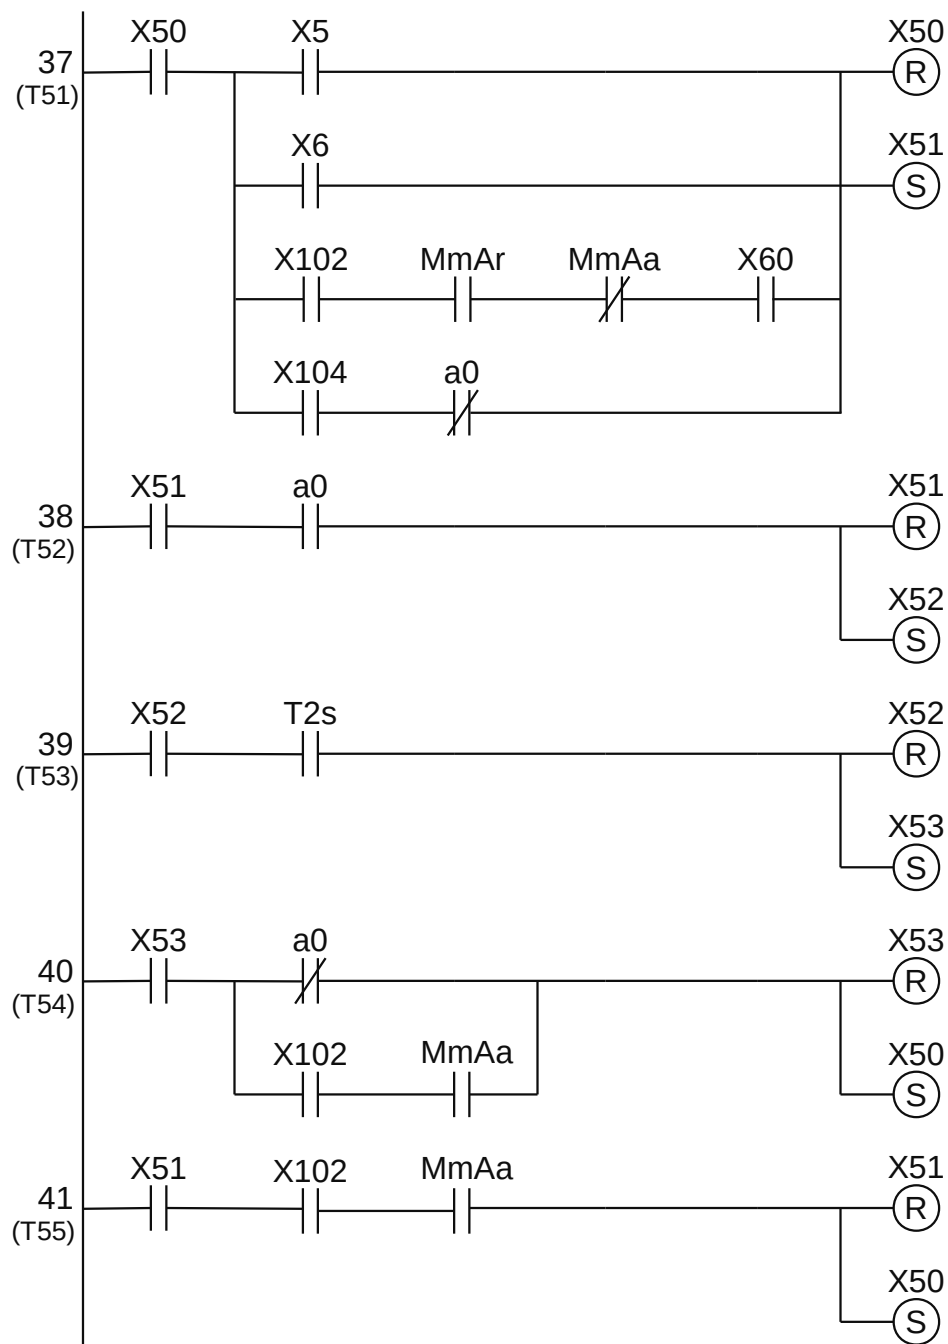 X50 X5 X50
37 R
(T51)
X6 X51
S
X102 MmAr MmAa X60
X104 a0
X51 a0 X51
38 R
(T52)
X52
S
X52 T2s X52
39 R
(T53)
X53
S
X53 a0 X53
40 R
(T54)
X102 MmAa X50
S
X51 X102 MmAa X51
41 R
(T55)
X50
S